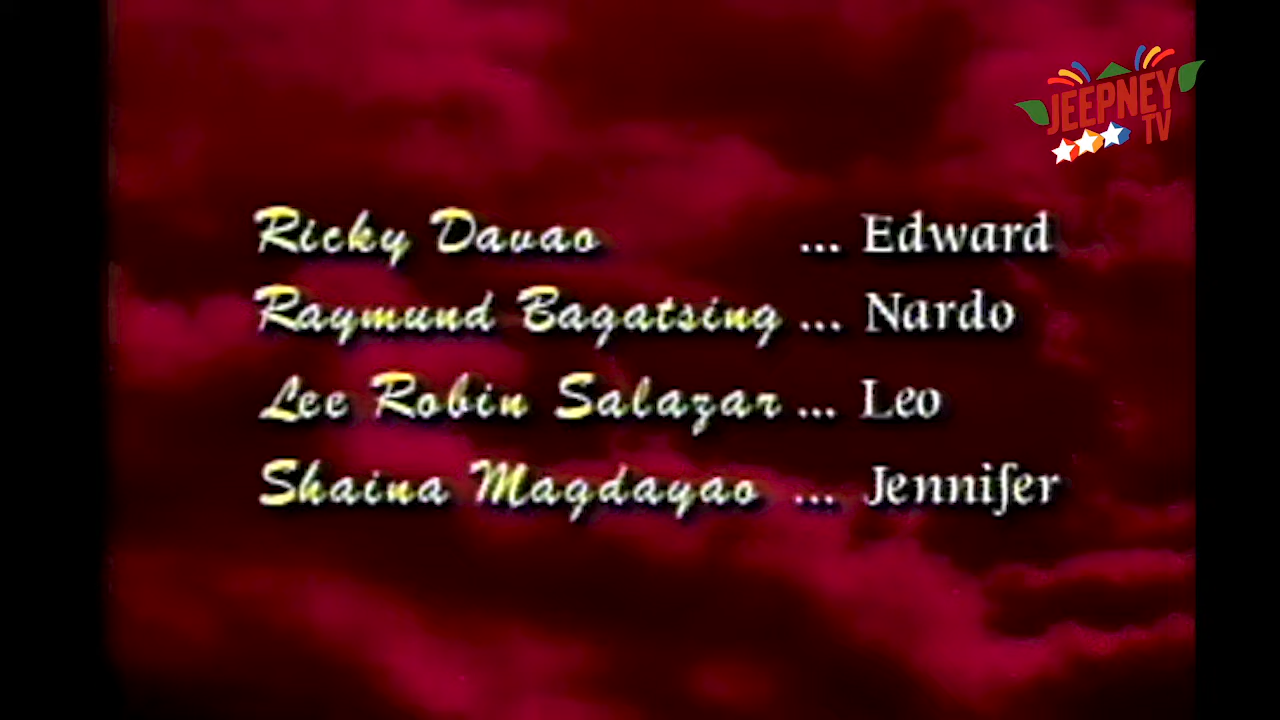 JEEPNEY
TV
Ricky Davao ... Edward
Raymund Bagatsing ... Nardo
Lee Robin Salazar ... Leo
Shaina Magdayao ... Jennifer